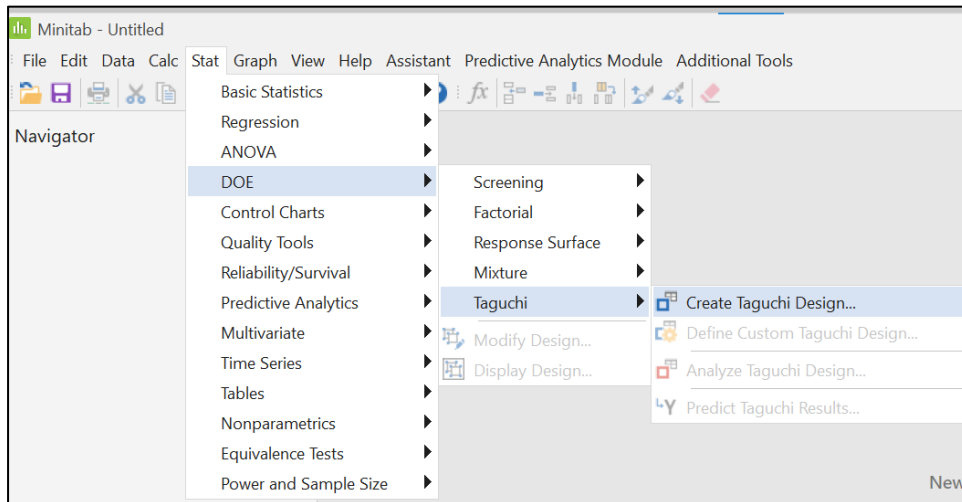 Minitab - Untitled
File Edit Data Calc Stat Graph View Help Assistant Predictive Analytics Module Additional Tools
fx
Navigator
Basic Statistics
Regression
ANOVA
DOE
Control Charts
Quality Tools
Reliability/Survival
Predictive Analytics
Multivariate
Time Series
Tables
Nonparametrics
Equivalence Tests
Power and Sample Size
Screening
Factorial
Response Surface
Mixture
Taguchi
Modify Design...
Display Design...
Create Taguchi Design...
Define Custom Taguchi Design...
Analyze Taguchi Design...
Predict Taguchi Results...
New